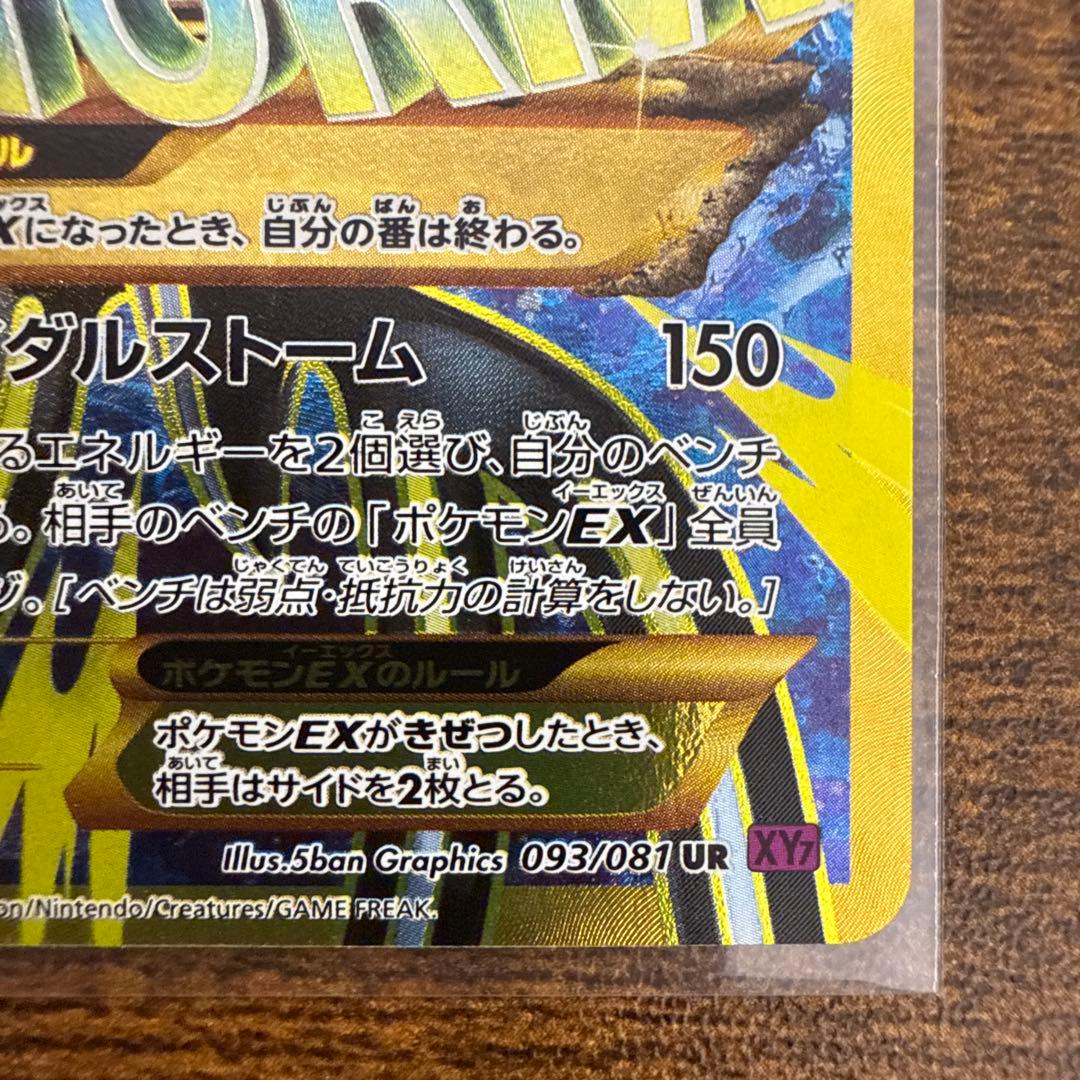 ル
Xになったとき、自分の番は終わる。
ダルストーム 150
るエネルギーを2個選び、自分のベンチ
。相手のベンチの「ポケモンEX」全員
ジ。[ベンチは弱点・抵抗力の計算をしない。]
ポケモンEXのルール
ポケモンEXがきぜつしたとき、
相手はサイドを2枚とる。
Illus.5ban Graphics 093/081 UR XY7
on/Nintendo/Creatures/GAME FREAK.